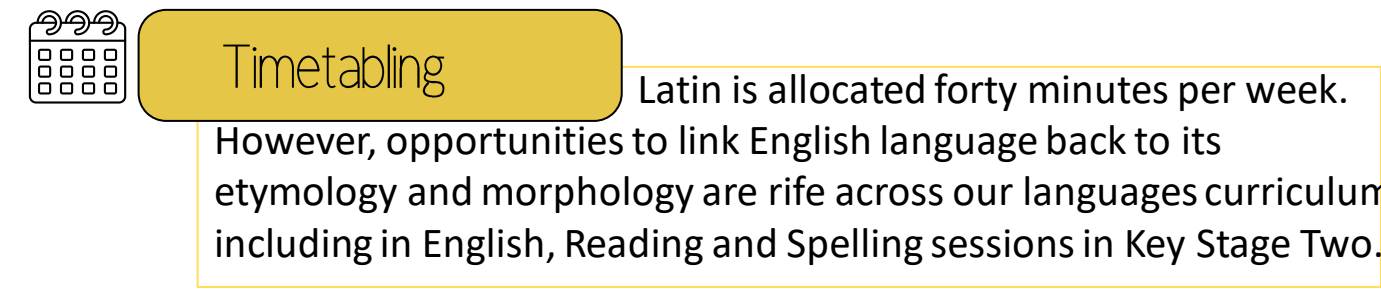 Timetabling
Latin is allocated forty minutes per week.
However, opportunities to link English language back to its
etymology and morphology are rife across our languages curriculum
including in English, Reading and Spelling sessions in Key Stage Two.